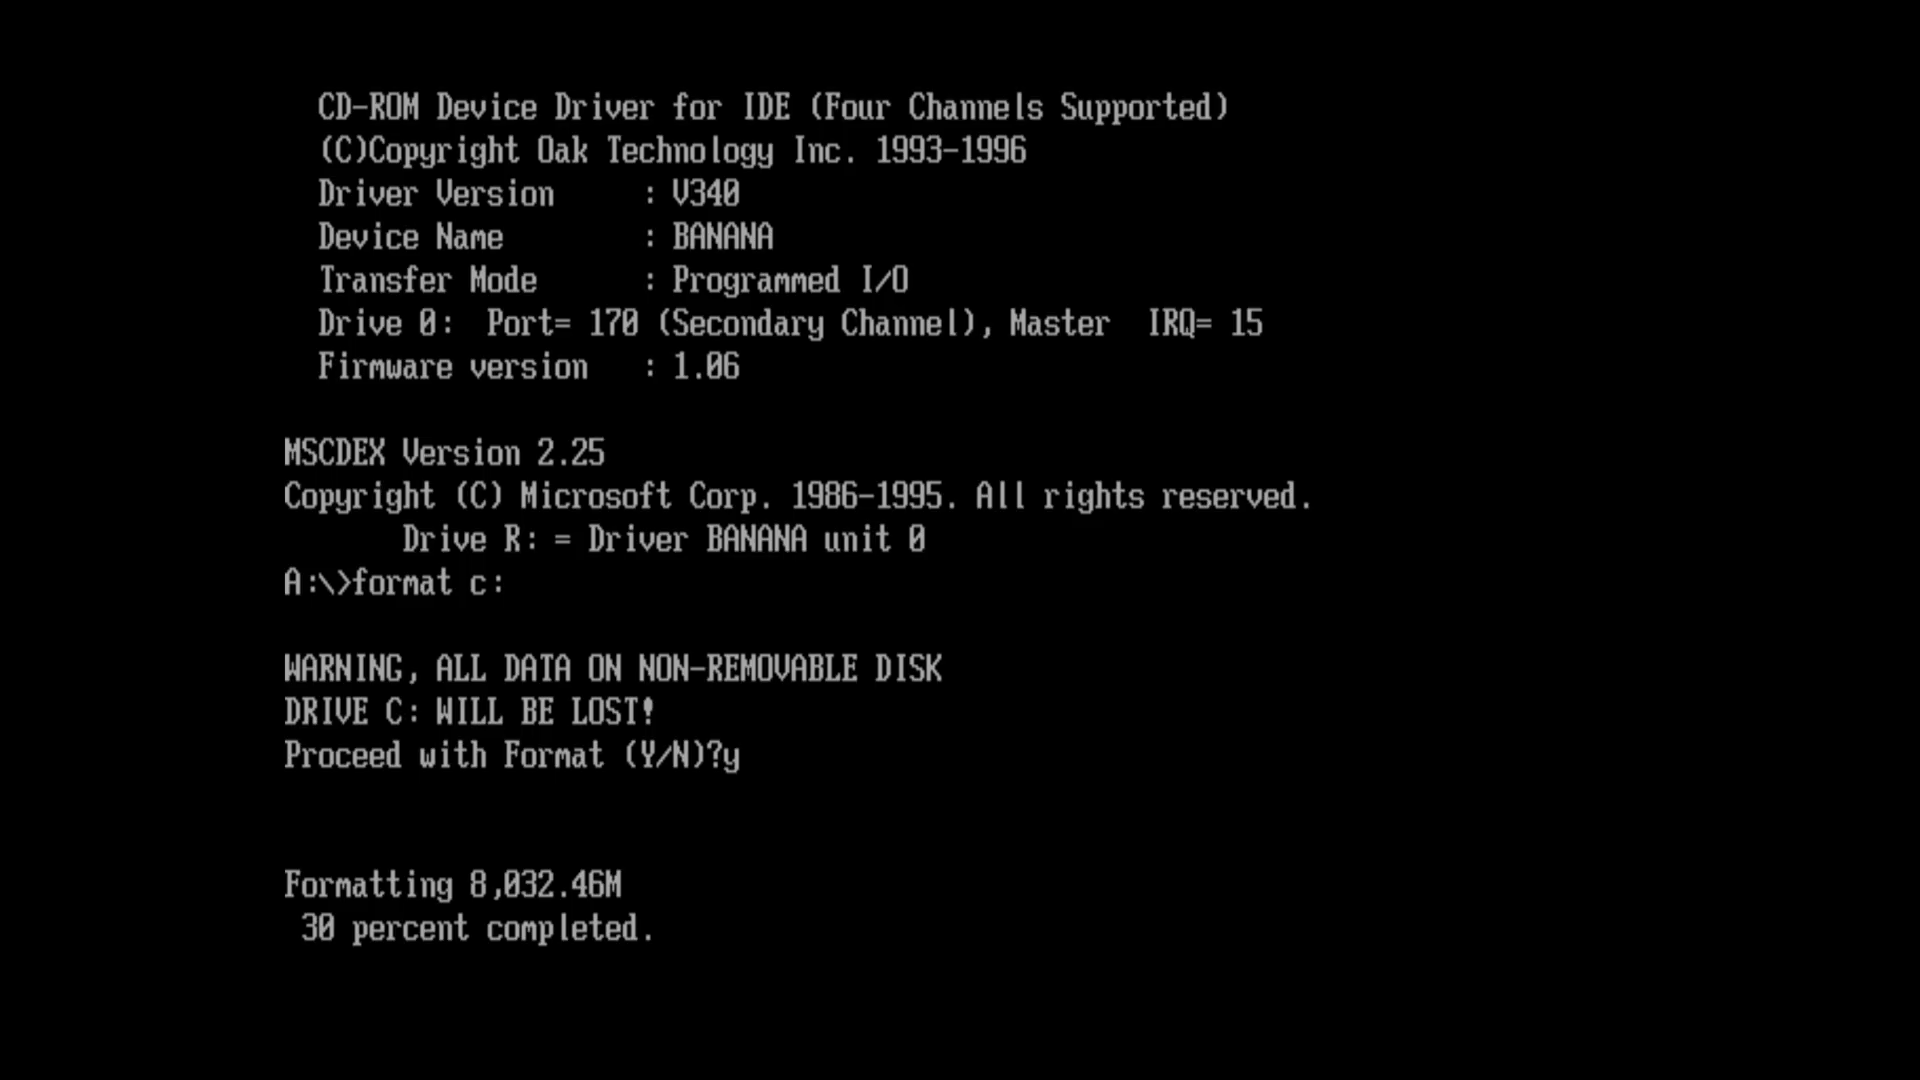 CD-ROM Device Driver for IDE (Four Channels Supported)
(C)Copyright Oak Technology Inc. 1993-1996
Driver Version     : V340
Device Name        : BANANA
Transfer Mode      : Programmed I/O
Drive 0:  Port= 170 (Secondary Channel), Master  IRQ= 15
Firmware version   : 1.06
MSCDEX Version 2.25
Copyright (C) Microsoft Corp. 1986-1995. All rights reserved.
Drive R: = Driver BANANA unit 0
A:\>format c:
WARNING, ALL DATA ON NON-REMOVABLE DISK
DRIVE C: WILL BE LOST!
Proceed with Format (Y/N)?y
Formatting 8,032.46M
30 percent completed.